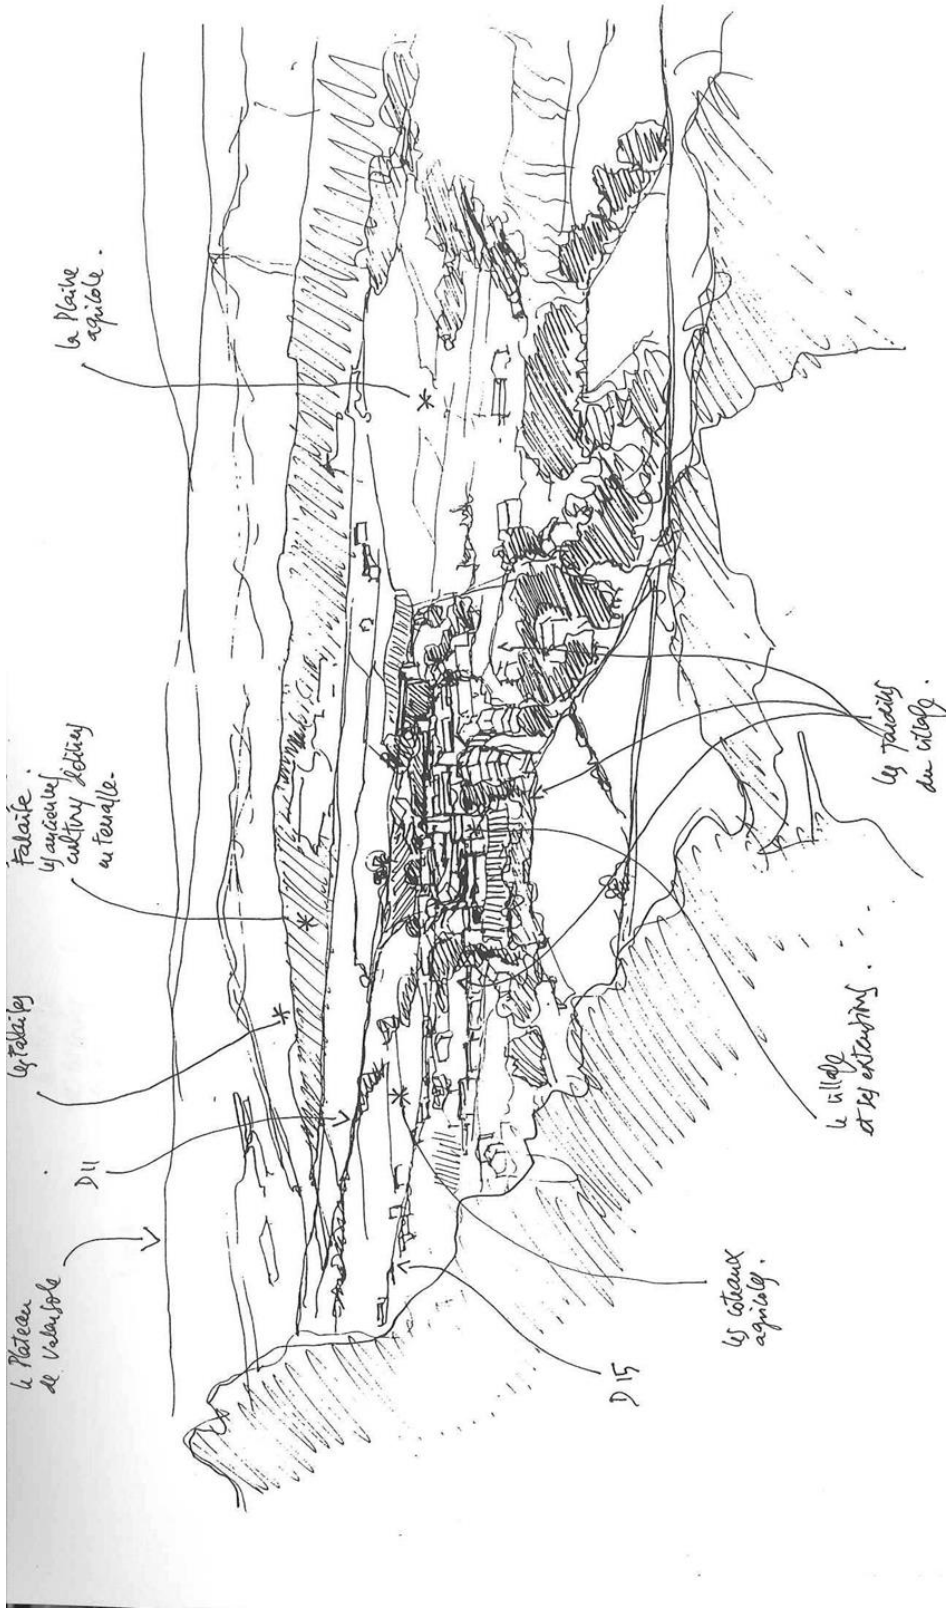 le Plateau
de Valensole
D11
les falaises
Falaise.
les anciennes
cultures sèches
en terrasse.
la Plaine
agricole.
D15
les coteaux
agricoles.
le village
et ses extensions.
les jardins
du village.